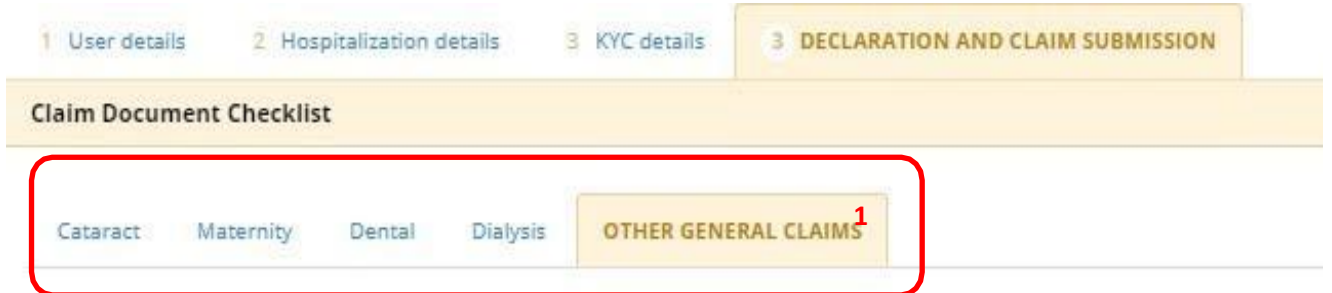 1 User details 2 Hospitalization details 3 KYC details 3 DECLARATION AND CLAIM SUBMISSION
Claim Document Checklist
Cataract Maternity Dental Dialysis OTHER GENERAL CLAIMS 1